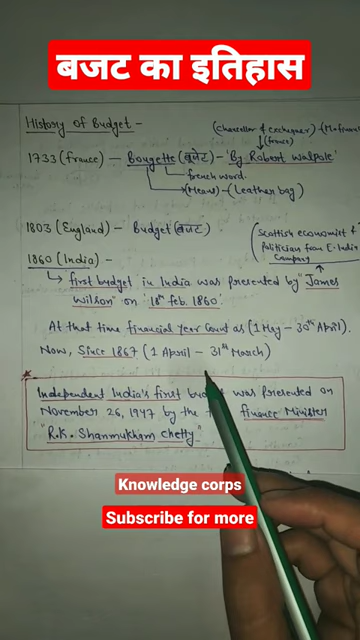 बजट का इतिहास
History of Budget -
(Chancellor of exchequer) -
(France)
1733 (France) - Bougette (बुगेट) - 'By Robert Walpole'
french word.
Means - (Leather bag)
1803 (England) - Budget (बजट)
(Scottish economist &
Politician from E. India
Company
1860 (India) -
first budget in India was presented by "James
Wilson" on '18th feb. 1860'
At that time financial year count as (1 May - 30th April).
Now, Since 1867 (1 April - 31th March)
Independent India's first was presented on
November 26, 1947 by the finance Minister
"R.K. Shanmukham Chetty"
Knowledge corps
Subscribe for more